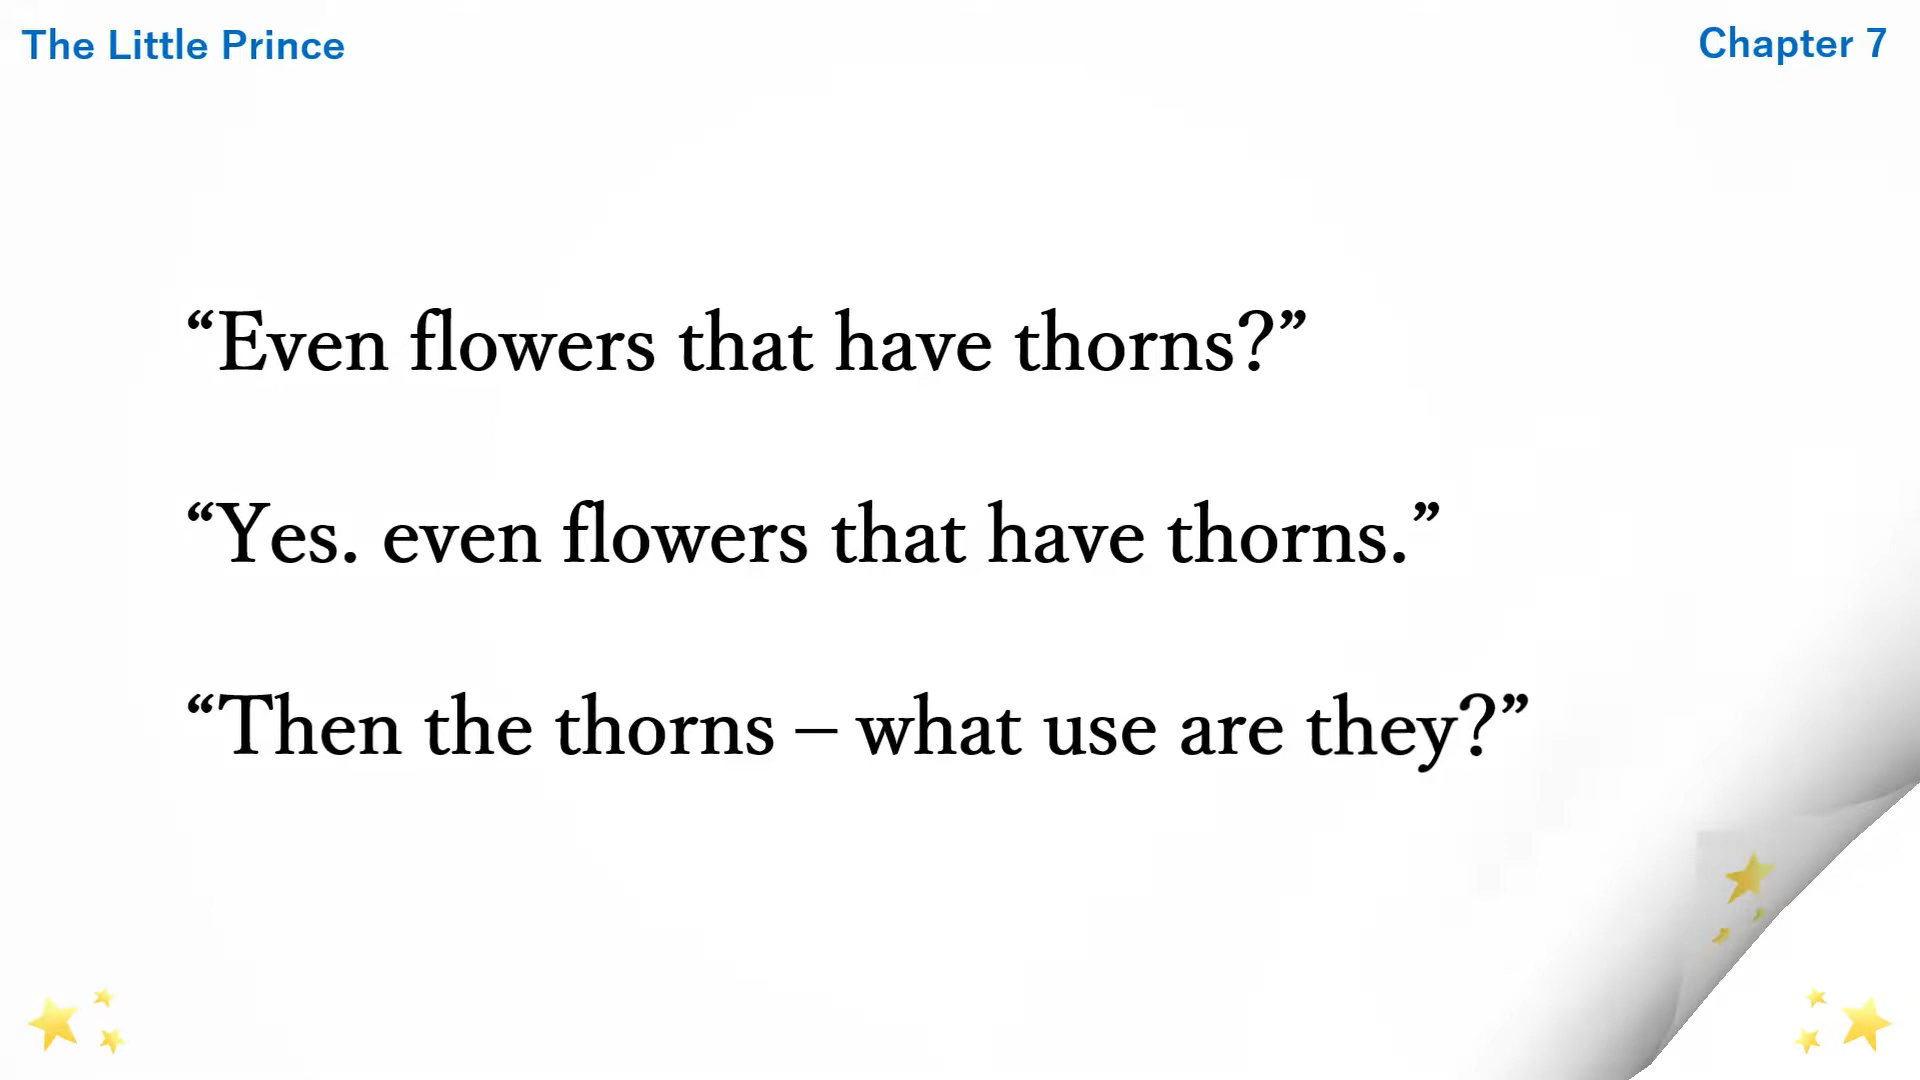 The Little Prince
Chapter 7
“Even flowers that have thorns?”
“Yes. even flowers that have thorns.”
“Then the thorns – what use are they?”